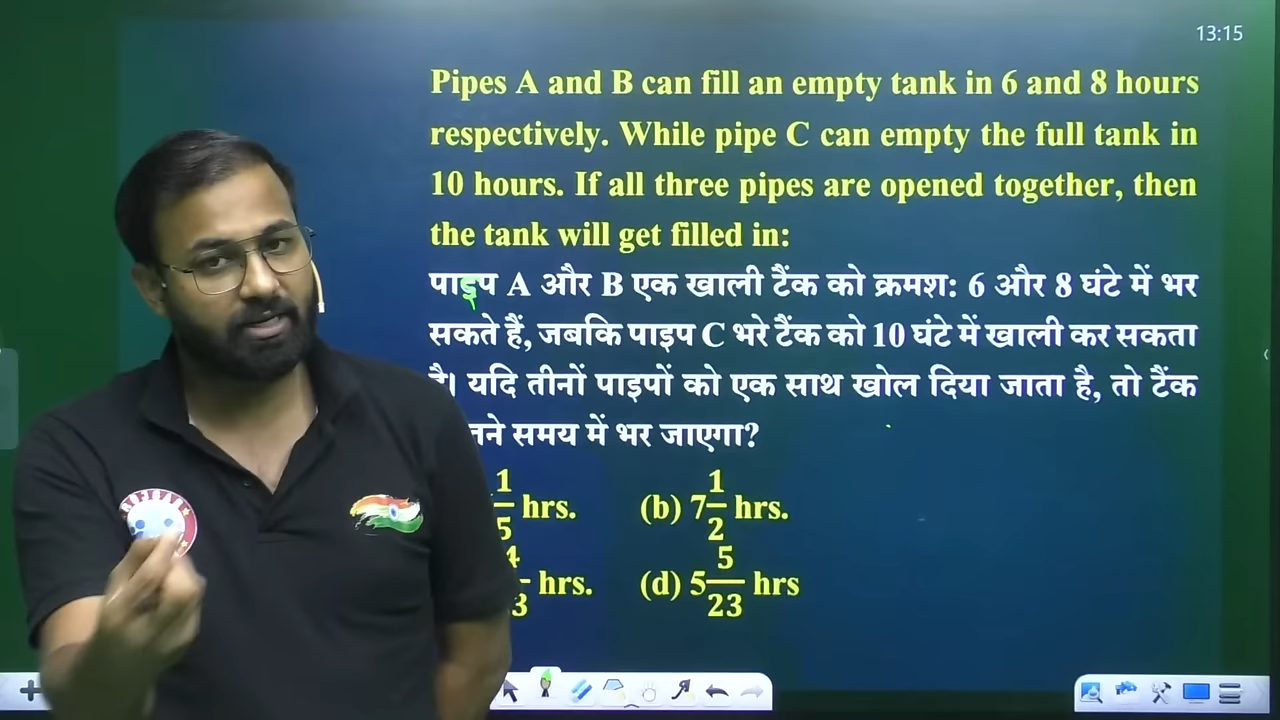 13:15
Pipes A and B can fill an empty tank in 6 and 8 hours
respectively. While pipe C can empty the full tank in
10 hours. If all three pipes are opened together, then
the tank will get filled in:
पाइप A और B एक खाली टैंक को क्रमश: 6 और 8 घंटे में भर
सकते हैं, जबकि पाइप C भरे टैंक को 10 घंटे में खाली कर सकता
है। यदि तीनों पाइपों को एक साथ खोल दिया जाता है, तो टैंक
समय में भर जाएगा?
1/5 hrs. (b) 7 1/2 hrs.
hrs. (d) 5 5/23 hrs